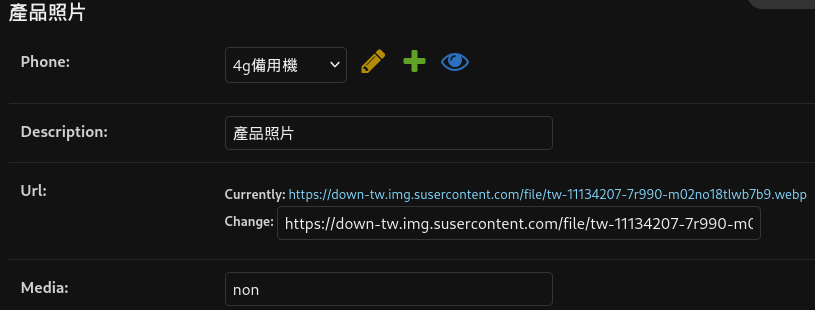 產品照片
Phone:
4g備用機
Description:
產品照片
Url:
Currently: https://down-tw.img.susercontent.com/file/tw-11134207-7r990-m02no18tlwb7b9.webp
Change: https://down-tw.img.susercontent.com/file/tw-11134207-7r990-m0
Media:
non